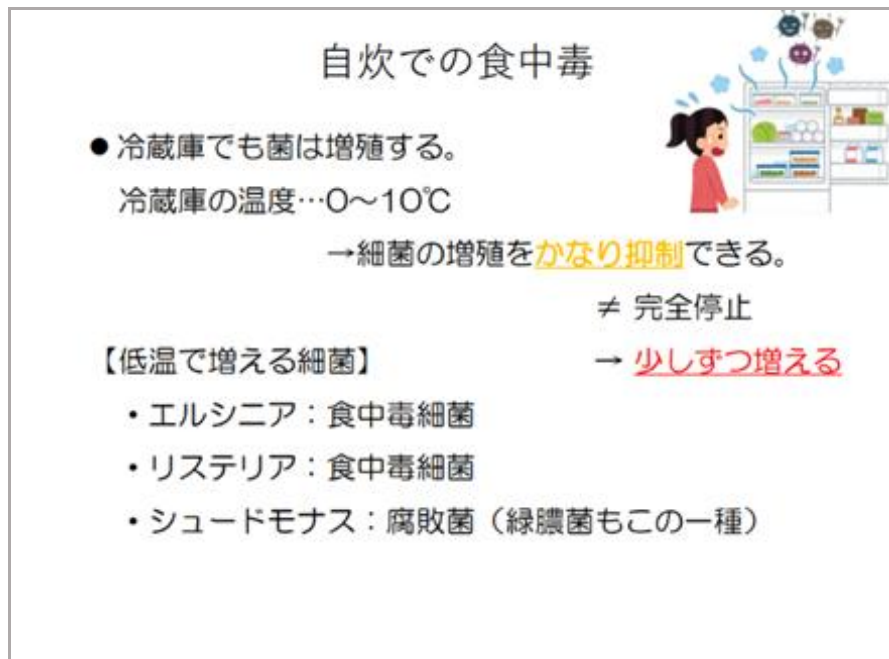 自炊での食中毒
●冷蔵庫でも菌は増殖する。
冷蔵庫の温度…0～10℃
→細菌の増殖をかなり抑制できる。
≠ 完全停止
【低温で増える細菌】 → 少しずつ増える
・エルシニア：食中毒細菌
・リステリア：食中毒細菌
・シュードモナス：腐敗菌（緑膿菌もこの一種）